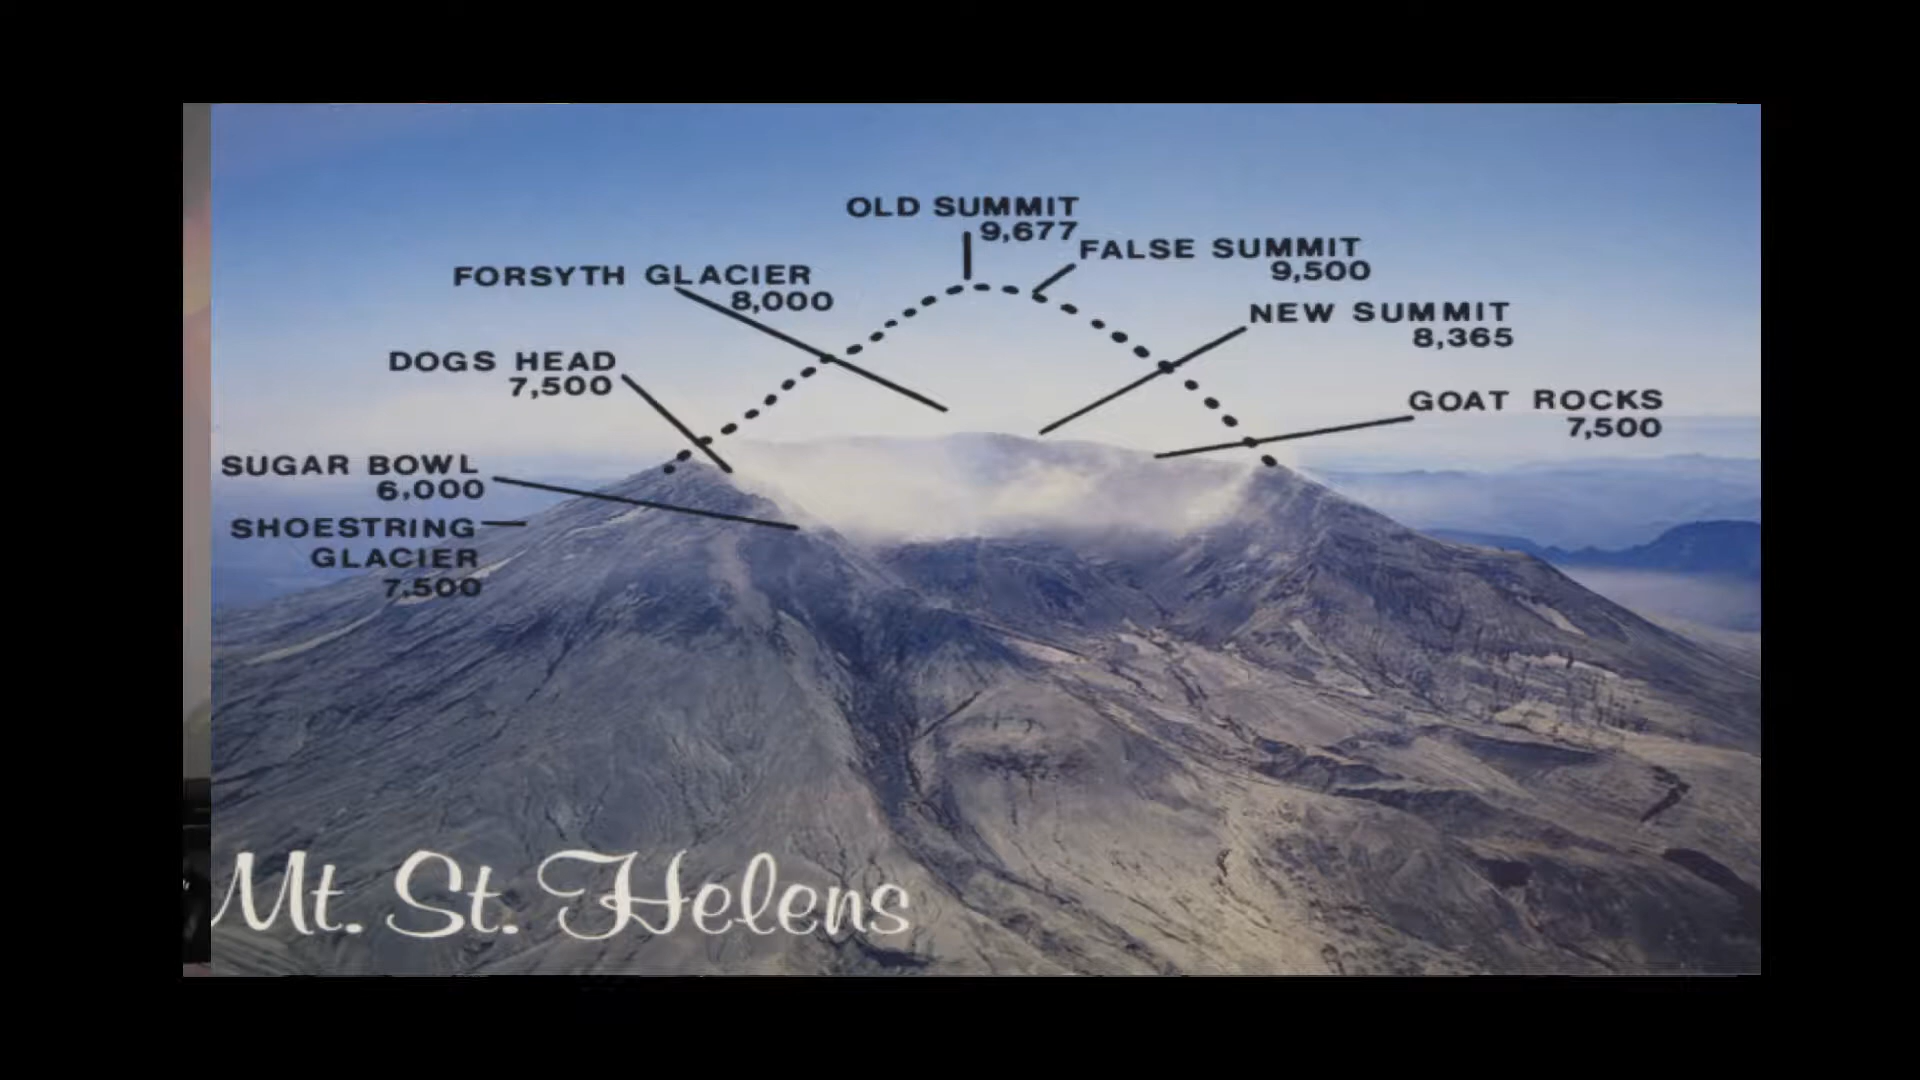 OLD SUMMIT
9,677
FALSE SUMMIT
9,500
FORSYTH GLACIER
8,000
NEW SUMMIT
8,365
DOGS HEAD
7,500
GOAT ROCKS
7,500
SUGAR BOWL
6,000
SHOESTRING
GLACIER
7,500
Mt. St. Helens